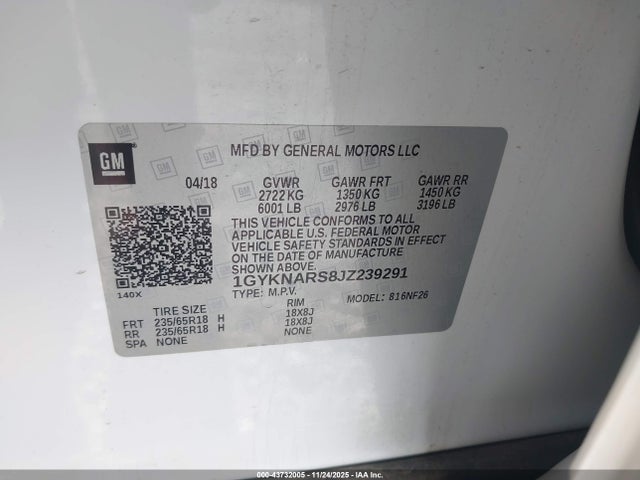 GM
MFD BY GENERAL MOTORS LLC
04/18 GVWR GAWR FRT GAWR RR
2722 KG 1350 KG 1450 KG
6001 LB 2976 LB 3196 LB
THIS VEHICLE CONFORMS TO ALL
APPLICABLE U.S. FEDERAL MOTOR
VEHICLE SAFETY STANDARDS IN EFFECT
ON THE DATE OF MANUFACTURE
SHOWN ABOVE.
1GYKNARS8JZ239291
140X
TYPE: M.P.V. MODEL: 816NF26
TIRE SIZE RIM
FRT 235/65R18 H 18X8J
RR 235/65R18 H 18X8J
SPA NONE NONE
000-43732005 - 11/24/2025 - IAA Inc.